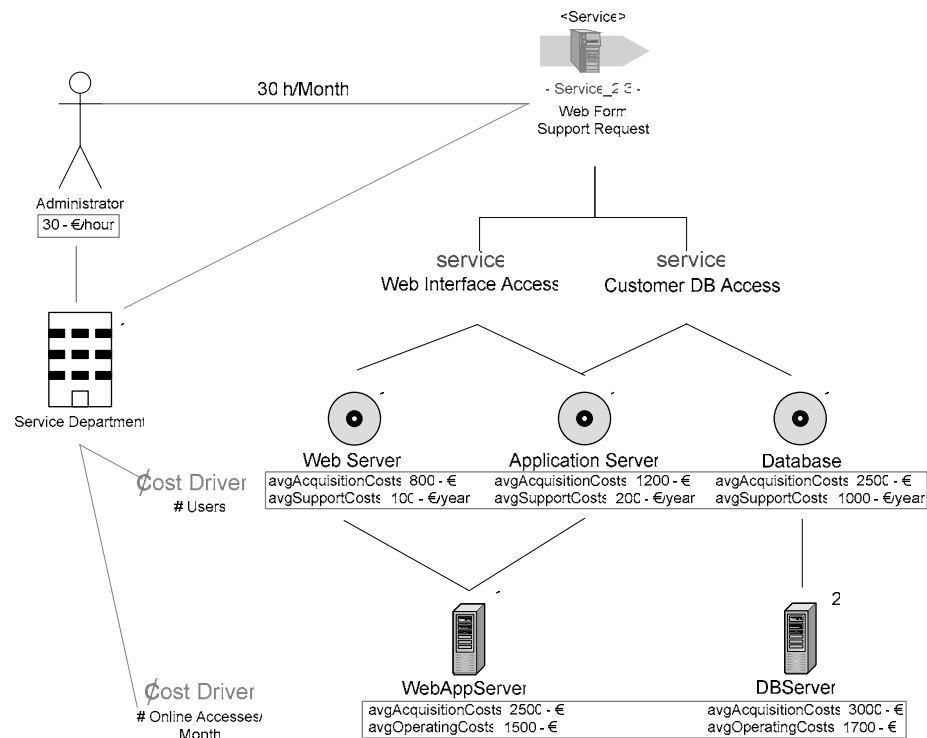 <Service>
30 h/Month
- Service_2 3 -
Web Form
Support Request
Administrator
30 - €/hour
service
Web Interface Access
service
Customer DB Access
Service Department
Web Server
Application Server
Database
Cost Driver
# Users
avgAcquisitionCosts 800 - €
avgSupportCosts 100 - €/year
avgAcquisitionCosts 1200 - €
avgSupportCosts 200 - €/year
avgAcquisitionCosts 2500 - €
avgSupportCosts 1000 - €/year
2
WebAppServer
DBServer
Cost Driver
# Online Accesses/
Month
avgAcquisitionCosts 2500 - €
avgOperatingCosts 1500 - €
avgAcquisitionCosts 3000 - €
avgOperatingCosts 1700 - €